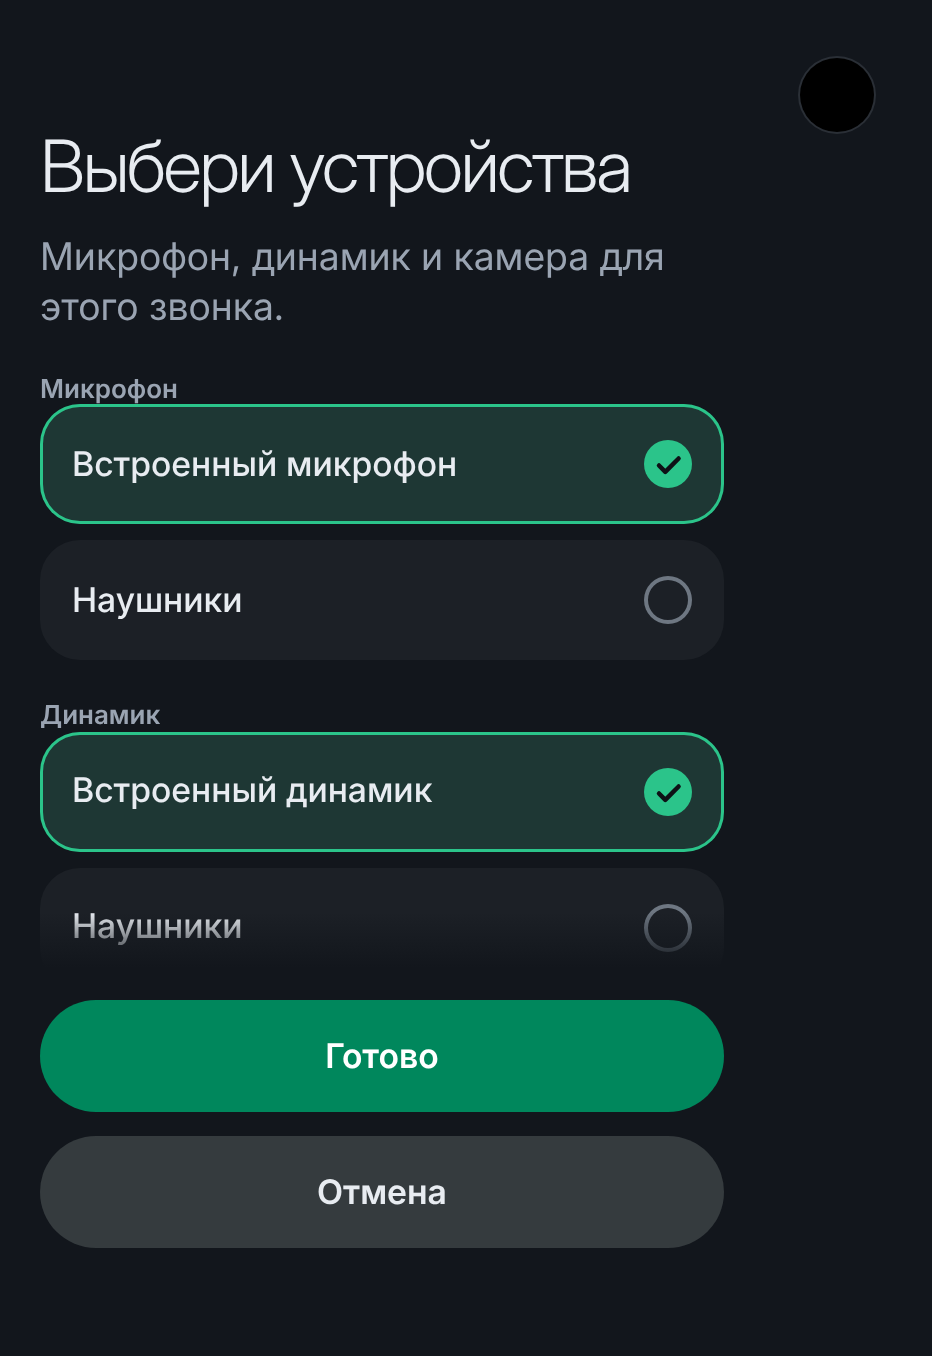 Выбери устройства
Микрофон, динамик и камера для
этого звонка.
Микрофон
Встроенный микрофон
Наушники
Динамик
Встроенный динамик
Наушники
Готово
Отмена